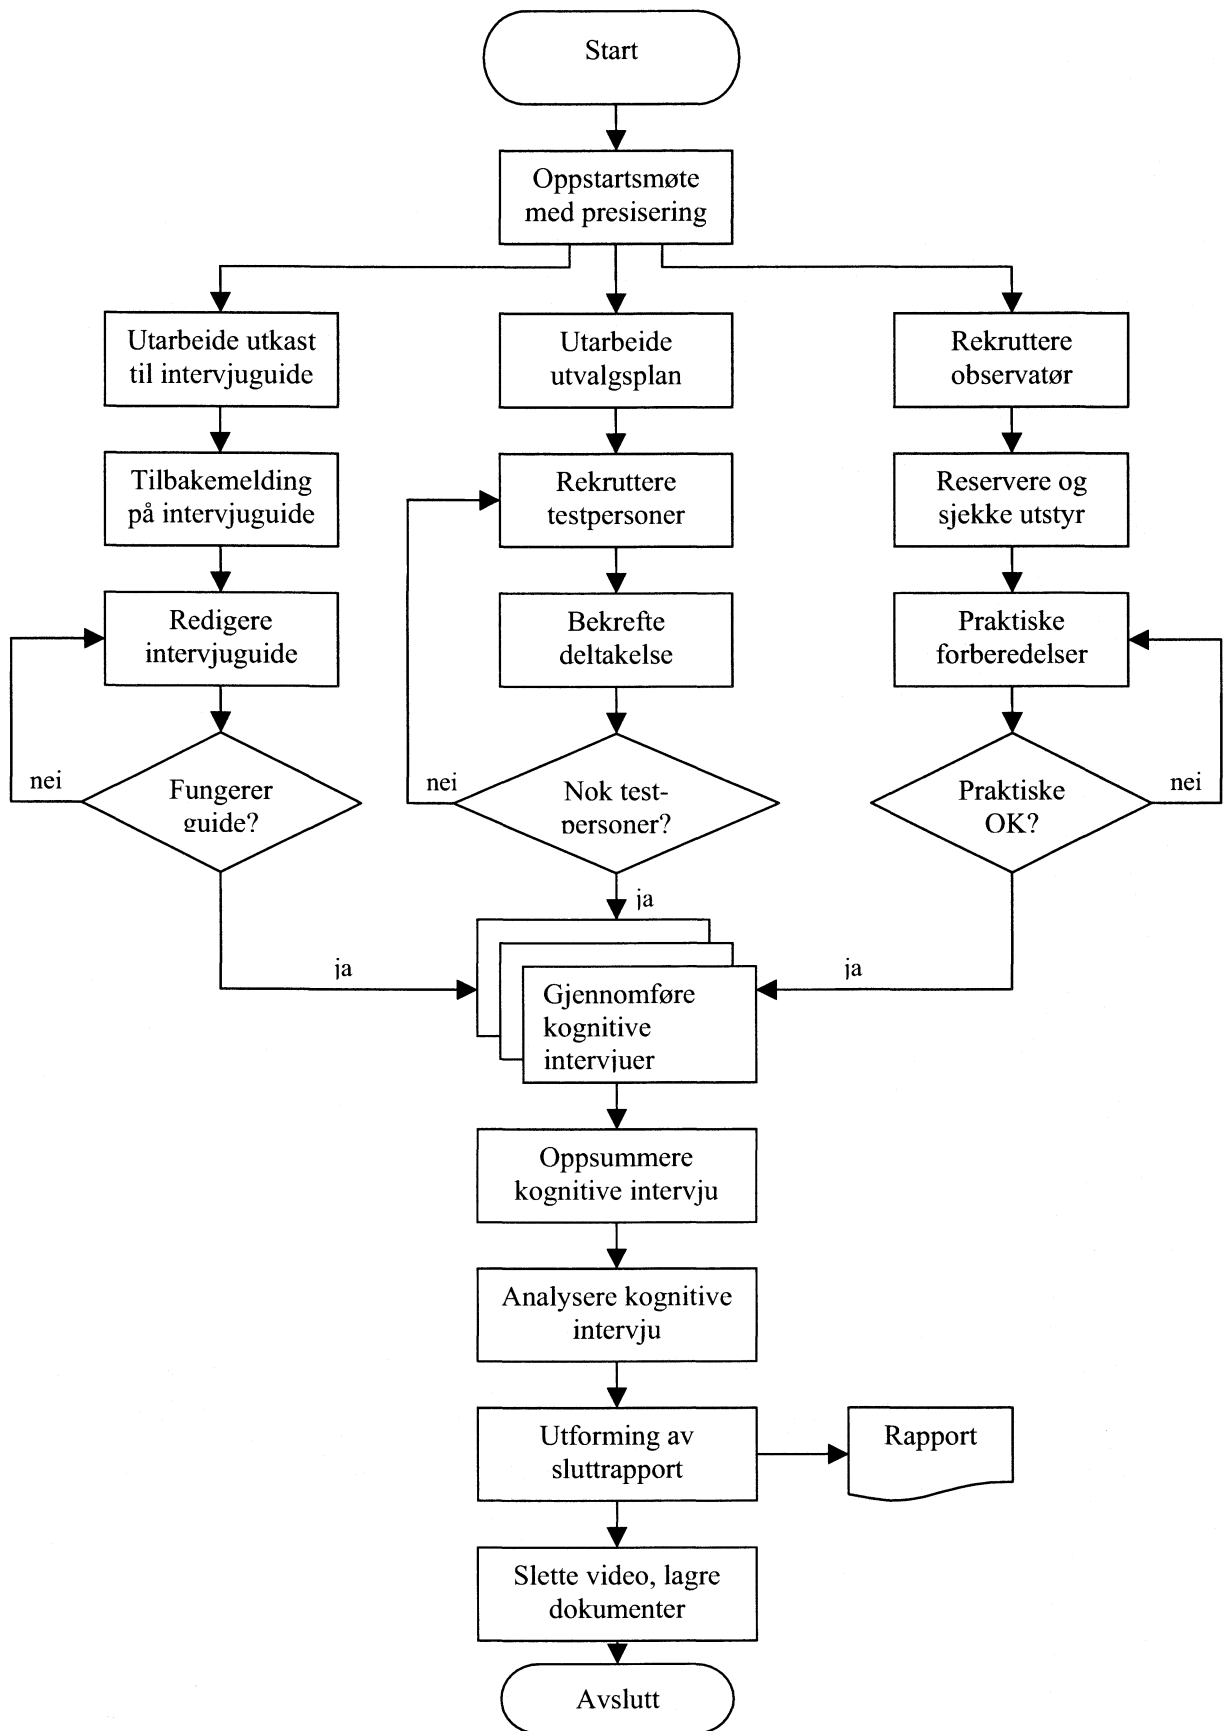 Start
Oppstartsmøte
med presisering
Utarbeide utkast
til intervjuguide
Utarbeide
utvalgsplan
Rekruttere
observatør
Tilbakemelding
på intervjuguide
Rekruttere
testpersoner
Reservere og
sjekke utstyr
Redigere
intervjuguide
Bekrefte
deltakelse
Praktiske
forberedelser
nei
Fungerer
guide?
nei
Nok test-
personer?
Praktiske
OK?
nei
ja
ja
ja
Gjennomføre
kognitive
intervjuer
Oppsummere
kognitive intervju
Analysere kognitive
intervju
Utforming av
sluttrapport
Rapport
Slette video, lagre
dokumenter
Avslutt